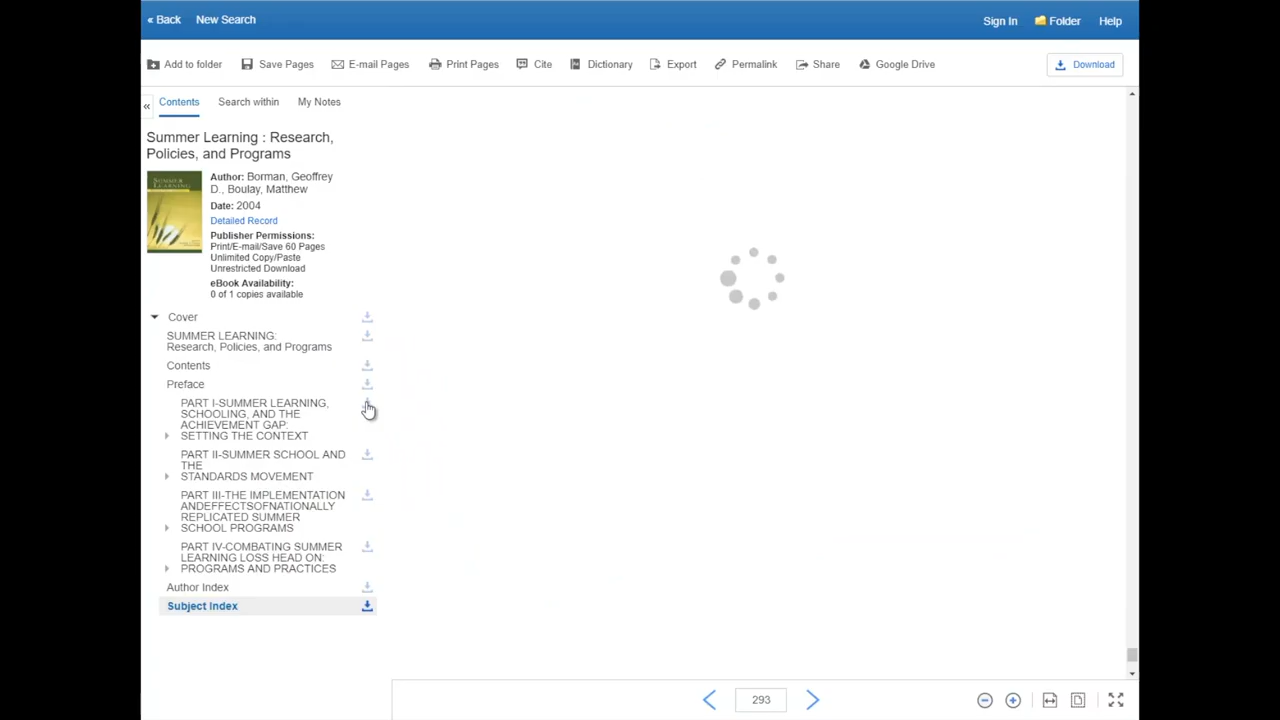 « Back New Search Sign In Folder Help
Add to folder Save Pages E-mail Pages Print Pages Cite Dictionary Export Permalink Share Google Drive Download
« Contents Search within My Notes
Summer Learning : Research,
Policies, and Programs
SUMMER
LEARNING
Author: Borman, Geoffrey
D., Boulay, Matthew
Date: 2004
Detailed Record
Publisher Permissions:
Print/E-mail/Save 60 Pages
Unlimited Copy/Paste
Unrestricted Download
eBook Availability:
0 of 1 copies available
Cover
SUMMER LEARNING:
Research, Policies, and Programs
Contents
Preface
PART I-SUMMER LEARNING,
SCHOOLING, AND THE
ACHIEVEMENT GAP:
SETTING THE CONTEXT
PART II-SUMMER SCHOOL AND
THE
STANDARDS MOVEMENT
PART III-THE IMPLEMENTATION
ANDEFFECTSOFNATIONALLY
REPLICATED SUMMER
SCHOOL PROGRAMS
PART IV-COMBATING SUMMER
LEARNING LOSS HEAD ON:
PROGRAMS AND PRACTICES
Author Index
Subject Index
293